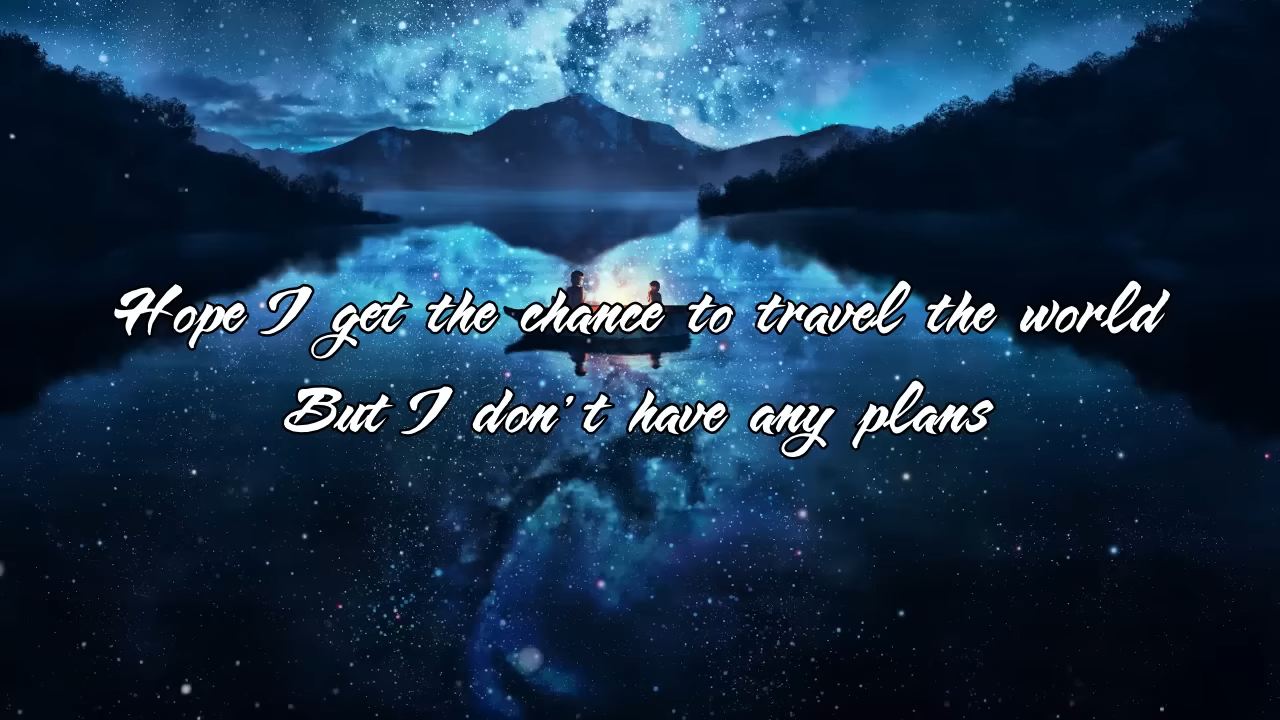 Hope I get the chance to travel the world
But I don't have any plans